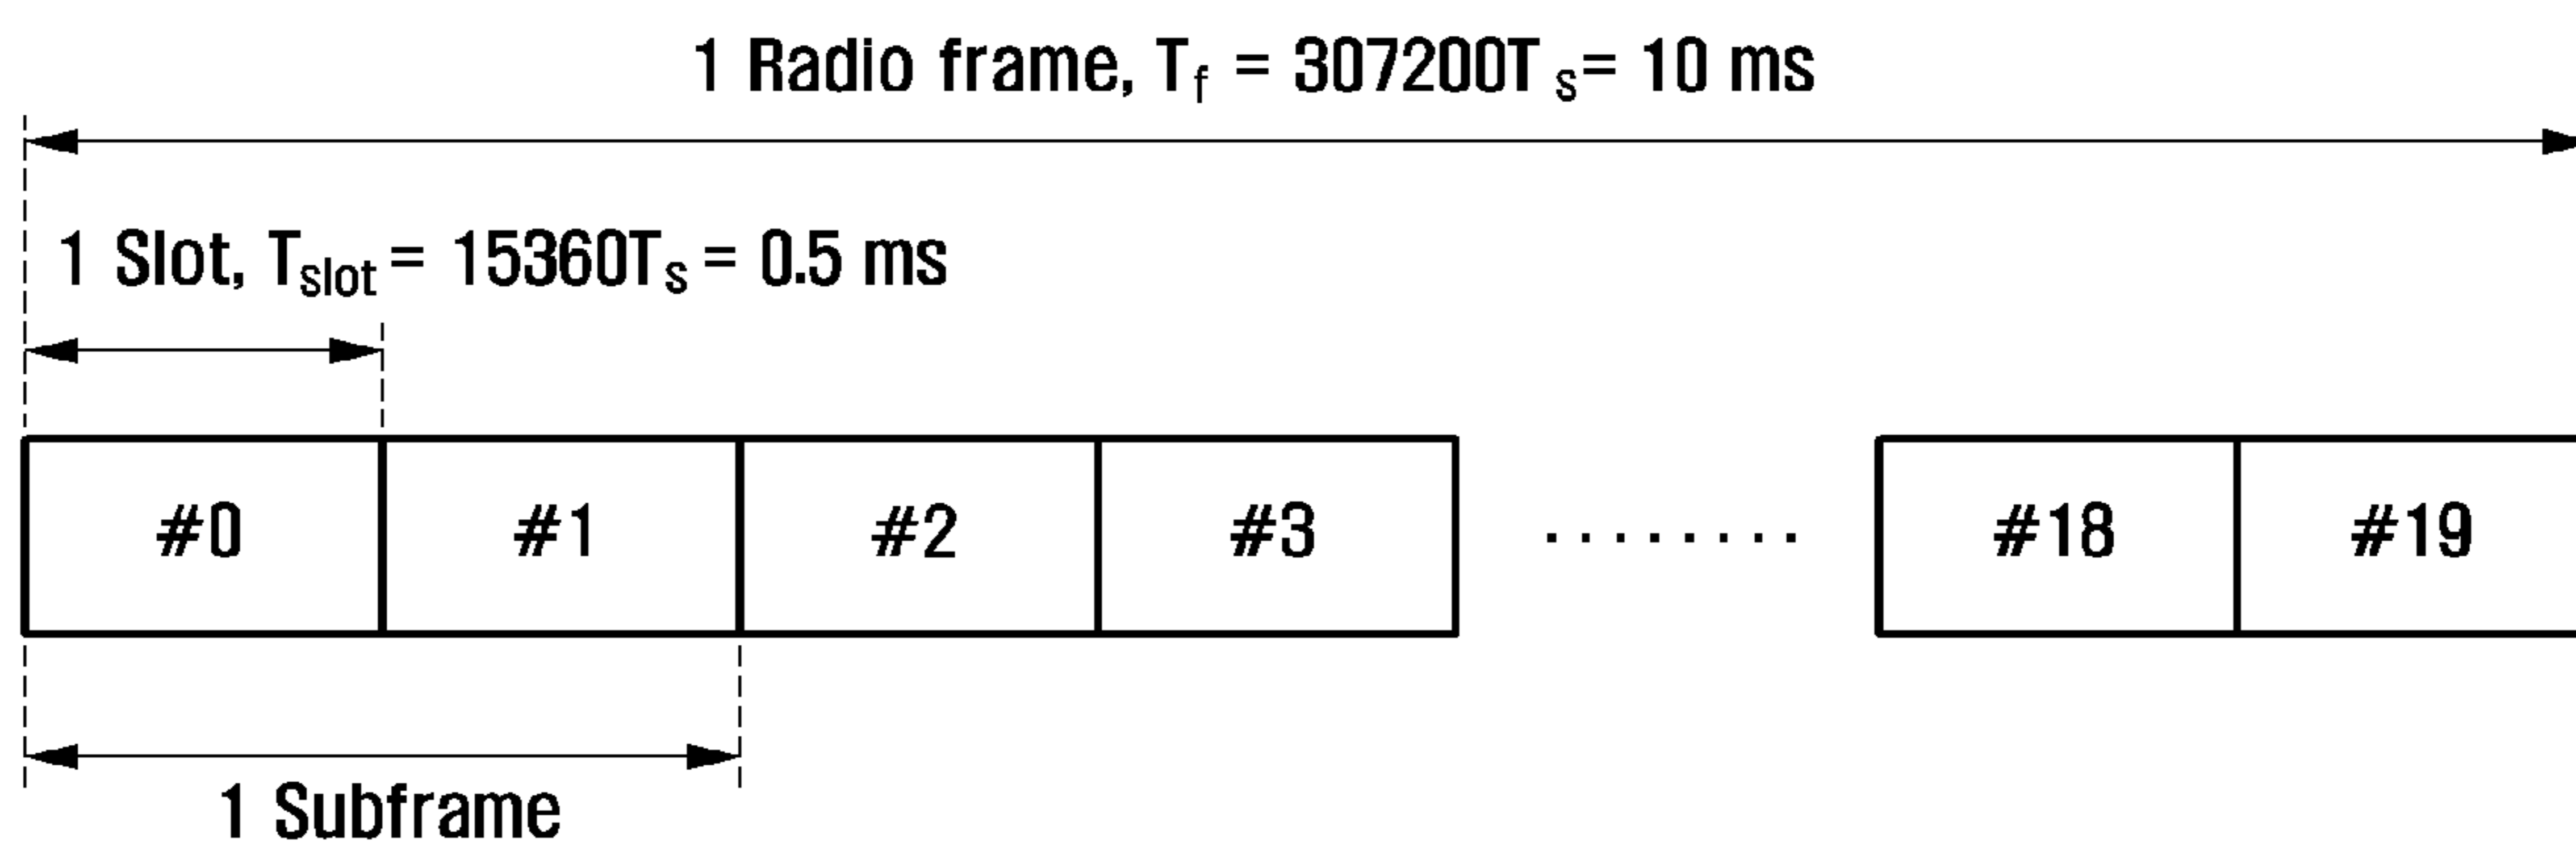 1 Radio frame, Tf = 307200Ts= 10 ms
1 Slot, Tslot = 15360Ts = 0.5 ms
#0 #1 #2 #3 ........ #18 #19
1 Subframe